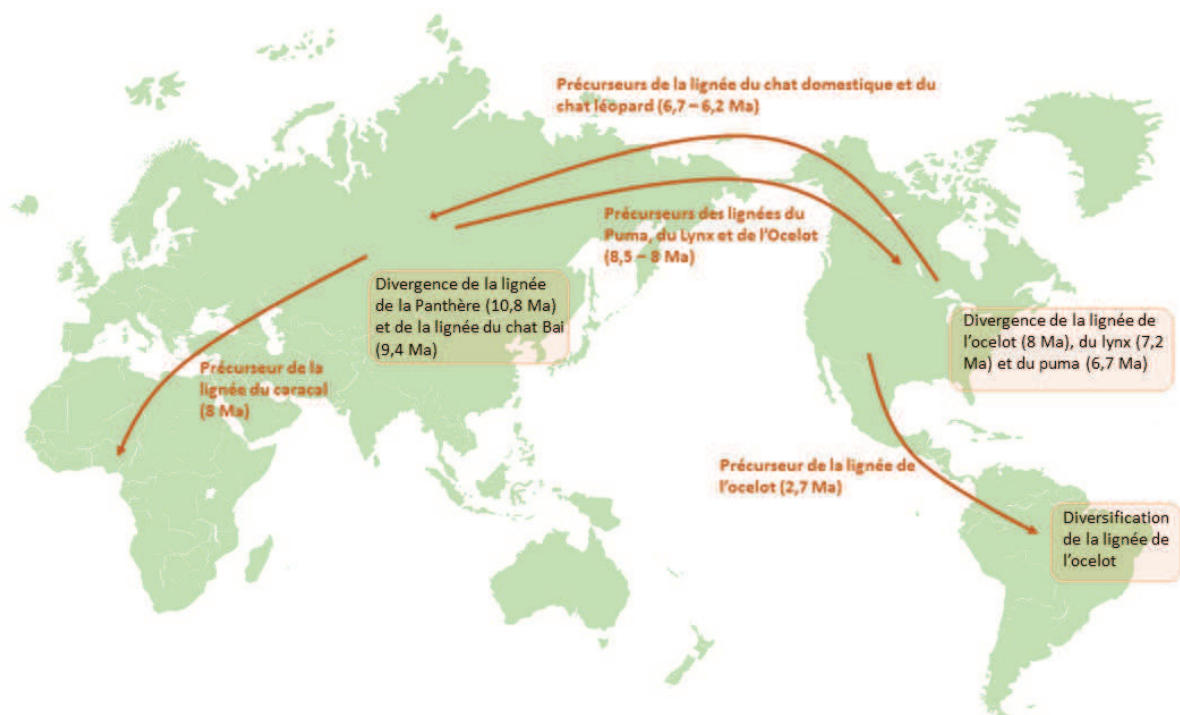 Précurseurs de la lignée du chat domestique et du
chat léopard (6,7 – 6,2 Ma)
Précurseurs des lignées du
Puma, du Lynx et de l'Ocelot
(8,5 – 8 Ma)
Divergence de la lignée
de la Panthère (10,8 Ma)
et de la lignée du chat Bai
(9,4 Ma)
Divergence de la lignée de
l'ocelot (8 Ma), du lynx (7,2
Ma) et du puma (6,7 Ma)
Précurseur de la
lignée du caracal
(8 Ma)
Précurseur de la lignée de
l'ocelot (2,7 Ma)
Diversification
de la lignée de
l'ocelot